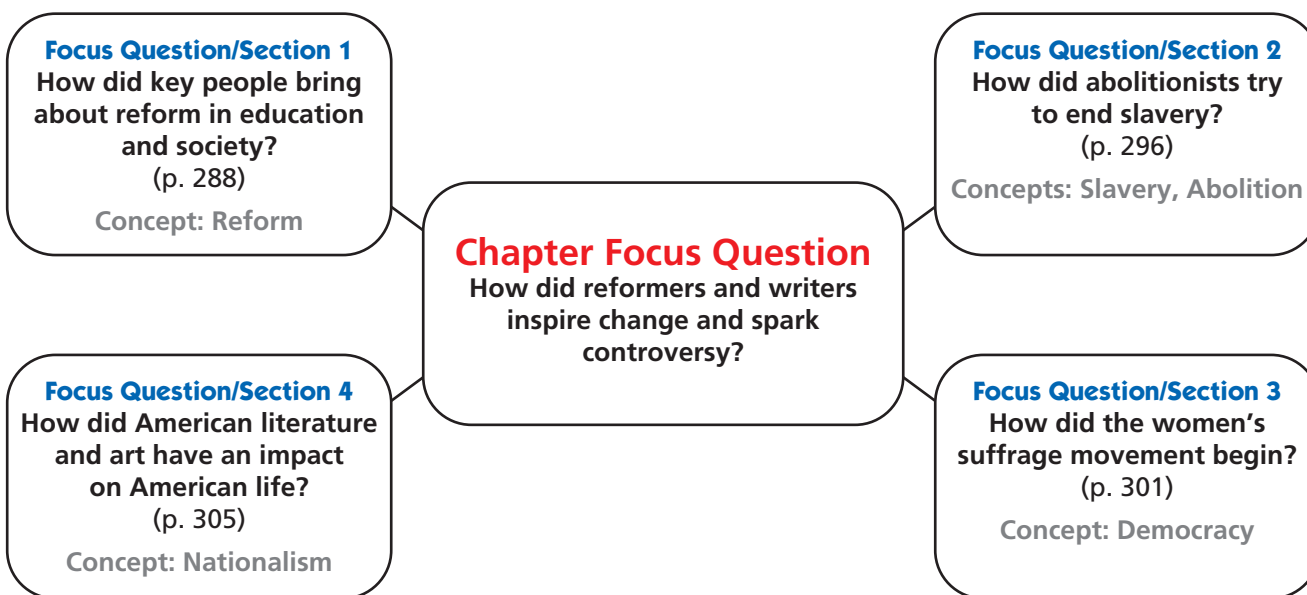 Focus Question/Section 1
How did key people bring
about reform in education
and society?
(p. 288)
Concept: Reform
Focus Question/Section 2
How did abolitionists try
to end slavery?
(p. 296)
Concepts: Slavery, Abolition
Chapter Focus Question
How did reformers and writers
inspire change and spark
controversy?
Focus Question/Section 4
How did American literature
and art have an impact
on American life?
(p. 305)
Concept: Nationalism
Focus Question/Section 3
How did the women’s
suffrage movement begin?
(p. 301)
Concept: Democracy